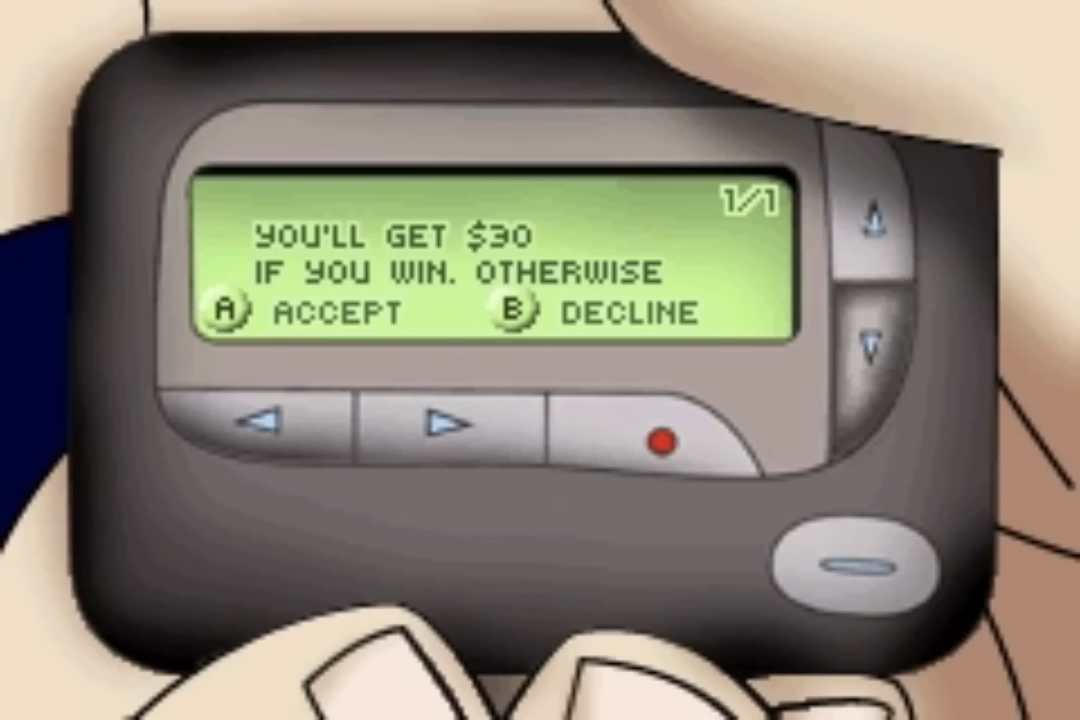 1/1
YOU'LL GET $30
IF YOU WIN. OTHERWISE
A ACCEPT B DECLINE